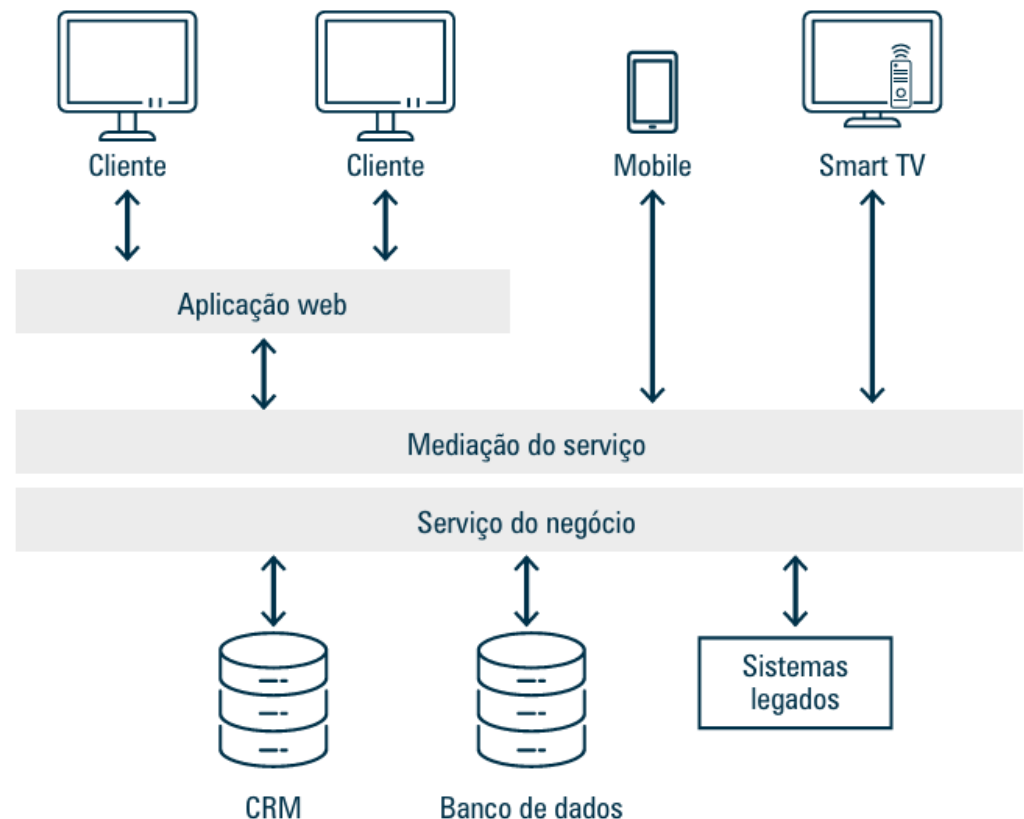 Cliente
Cliente
Mobile
Smart TV
Aplicação web
Mediação do serviço
Serviço do negócio
Sistemas
legados
CRM
Banco de dados